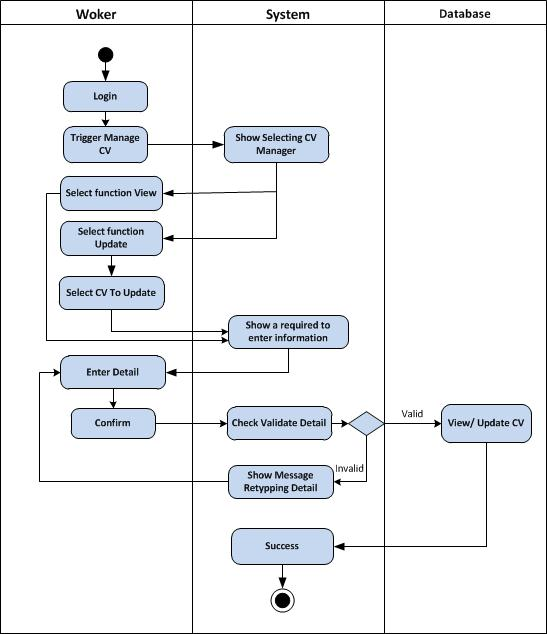 Woker
System
Database
Login
Trigger Manage
CV
Show Selecting CV
Manager
Select function View
Select function
Update
Select CV To Update
Show a required to
enter information
Enter Detail
Confirm
Check Validate Detail
Valid
View/ Update CV
Invalid
Show Message
Retypping Detail
Success